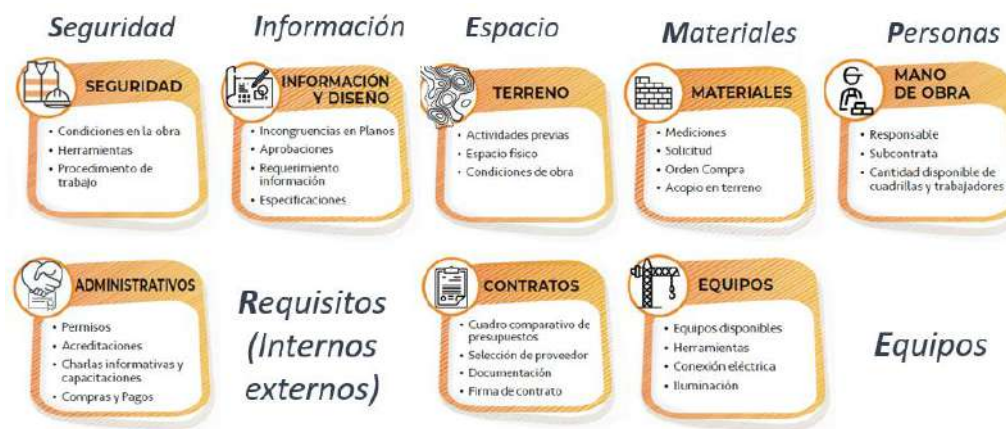 Seguridad
Información
Espacio
Materiales
Personas
SEGURIDAD
• Condiciones en la obra
• Herramientas
• Procedimiento de
trabajo
INFORMACIÓN
Y DISEÑO
• Incongruencias en Planos
• Aprobaciones
• Requerimiento
información
• Especificaciones
TERRENO
• Actividades previas
• Espacio físico
• Condiciones de obra
MATERIALES
• Mediciones
• Solicitud
• Orden Compra
• Acopio en terreno
MANO
DE OBRA
• Responsable
• Subcontrata
• Cantidad disponible de
cuadrillas y trabajadores
ADMINISTRATIVOS
• Permisos
• Acreditaciones
• Charlas informativas y
capacitaciones
• Compras y Pagos
Requisitos
(Internos
externos)
CONTRATOS
• Cuadro comparativo de
presupuestos
• Selección de proveedor
• Documentación
• Firma de contrato
EQUIPOS
• Equipos disponibles
• Herramientas
• Conexión eléctrica
• Iluminación
Equipos